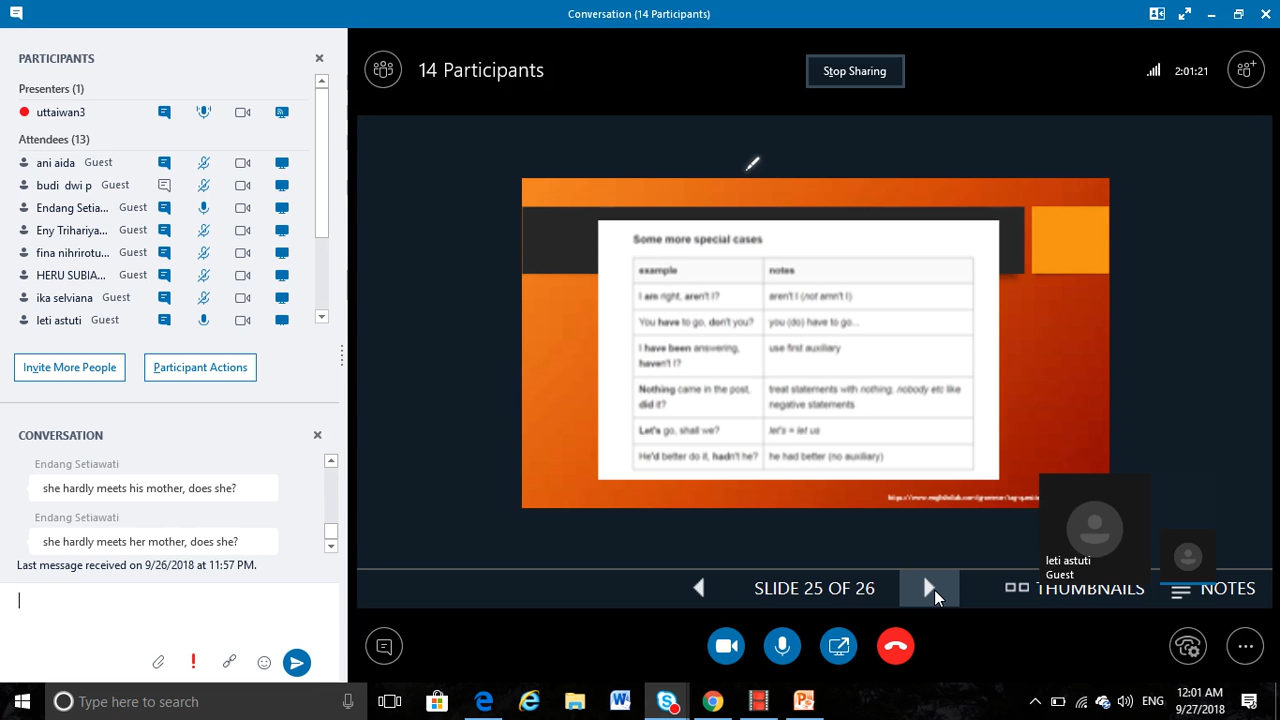 Conversation (14 Participants)
PARTICIPANTS
Presenters (1)
uttaiwan3
Attendees (13)
ani aida Guest
budi dwi p Guest
Endang Setia... Guest
Eny Trihariya... Guest
fina nihrirotu... Guest
HERU SUBIA... Guest
ika selviana Guest
leti astuti Guest
Invite More People
Participant Actions
CONVERSATION
Endang Setiawati
she hardly meets his mother, does she?
Endang Setiawati
she hardly meets her mother, does she?
Last message received on 9/26/2018 at 11:57 PM.
14 Participants
Stop Sharing
2:01:21
Some more special cases
example notes
I am right, aren't I? aren't I (not amn't I)
You have to go, don't you? you (do) have to go...
I have been answering, use first auxiliary
haven't I?
Nothing came in the post, treat statements with nothing, nobody etc like
did it? negative statements
Let's go, shall we? let's = let us
He'd better do it, hadn't he? he had better (no auxiliary)
leti astuti
Guest
SLIDE 25 OF 26
THUMBNAILS
NOTES
Type here to search
ENG
12:01 AM
9/27/2018